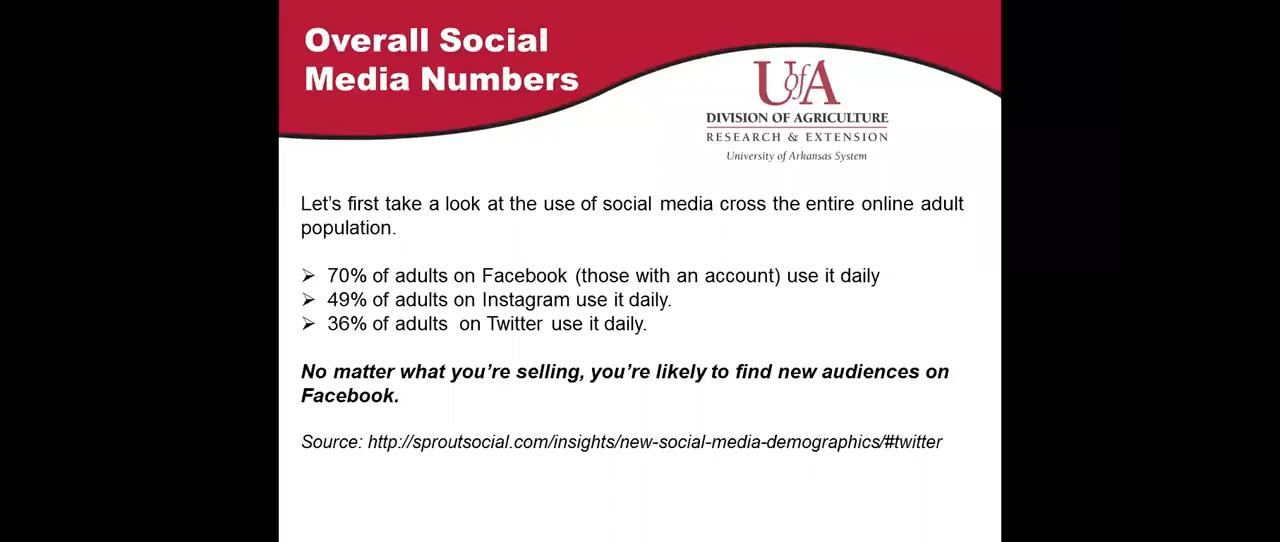 Overall Social
Media Numbers
UofA
DIVISION OF AGRICULTURE
RESEARCH & EXTENSION
University of Arkansas System
Let's first take a look at the use of social media cross the entire online adult
population.
➢ 70% of adults on Facebook (those with an account) use it daily
➢ 49% of adults on Instagram use it daily.
➢ 36% of adults  on Twitter use it daily.
No matter what you're selling, you're likely to find new audiences on
Facebook.
Source: http://sproutsocial.com/insights/new-social-media-demographics/#twitter